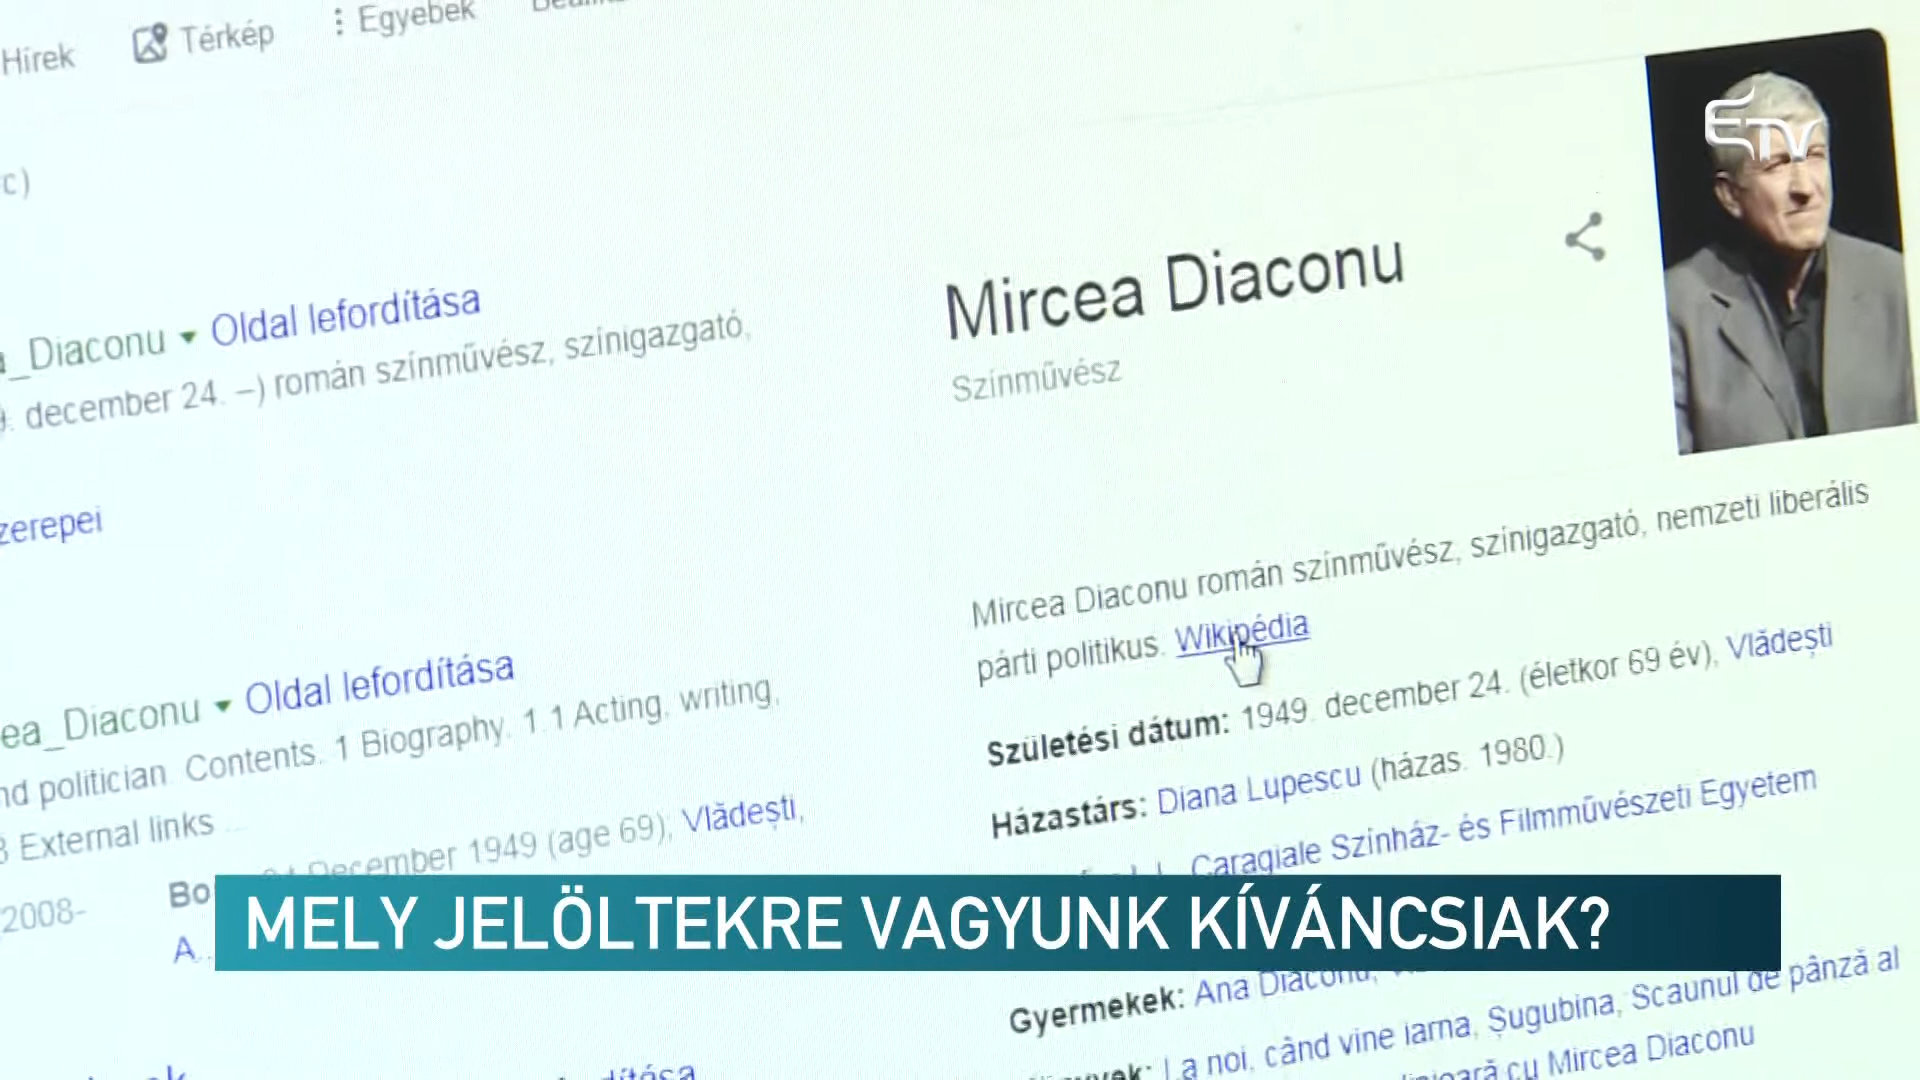 Hírek Térkép Egyebek
ETV
c)
_Diaconu Oldal lefordítása
december 24. –) román színművész, színigazgató,
zerepei
ea_Diaconu Oldal lefordítása
nd politician. Contents. 1 Biography. 1.1 Acting, writing,
External links ...
December 1949 (age 69); Vlădești,
2008-
Bo
A...
Mircea Diaconu
Színművész
Mircea Diaconu román színművész, színigazgató, nemzeti liberális
párti politikus. Wikipédia
Születési dátum: 1949. december 24. (életkor 69 év), Vlădești
Házastárs: Diana Lupescu (házas. 1980.)
Caragiale Színház- és Filmművészeti Egyetem
MELY JELÖLTEKRE VAGYUNK KÍVÁNCSIAK?
Gyermekek: Ana Diaconu,
La noi, când vine iarna, Șugubina, Scaunul de pânză al
cu Mircea Diaconu